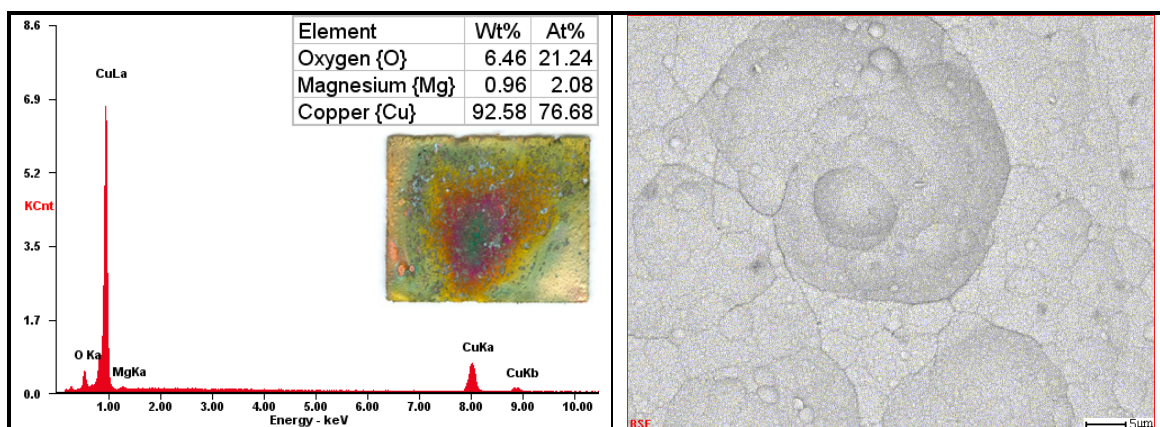 8.6
6.9
5.2
KCnt
3.5
1.7
0.0
CuLa
O Ka
MgKa
CuKa
CuKb
1.00 2.00 3.00 4.00 5.00 6.00 7.00 8.00 9.00 10.00
Energy - keV
Element Wt% At%
Oxygen {O} 6.46 21.24
Magnesium {Mg} 0.96 2.08
Copper {Cu} 92.58 76.68
BSE
5µm